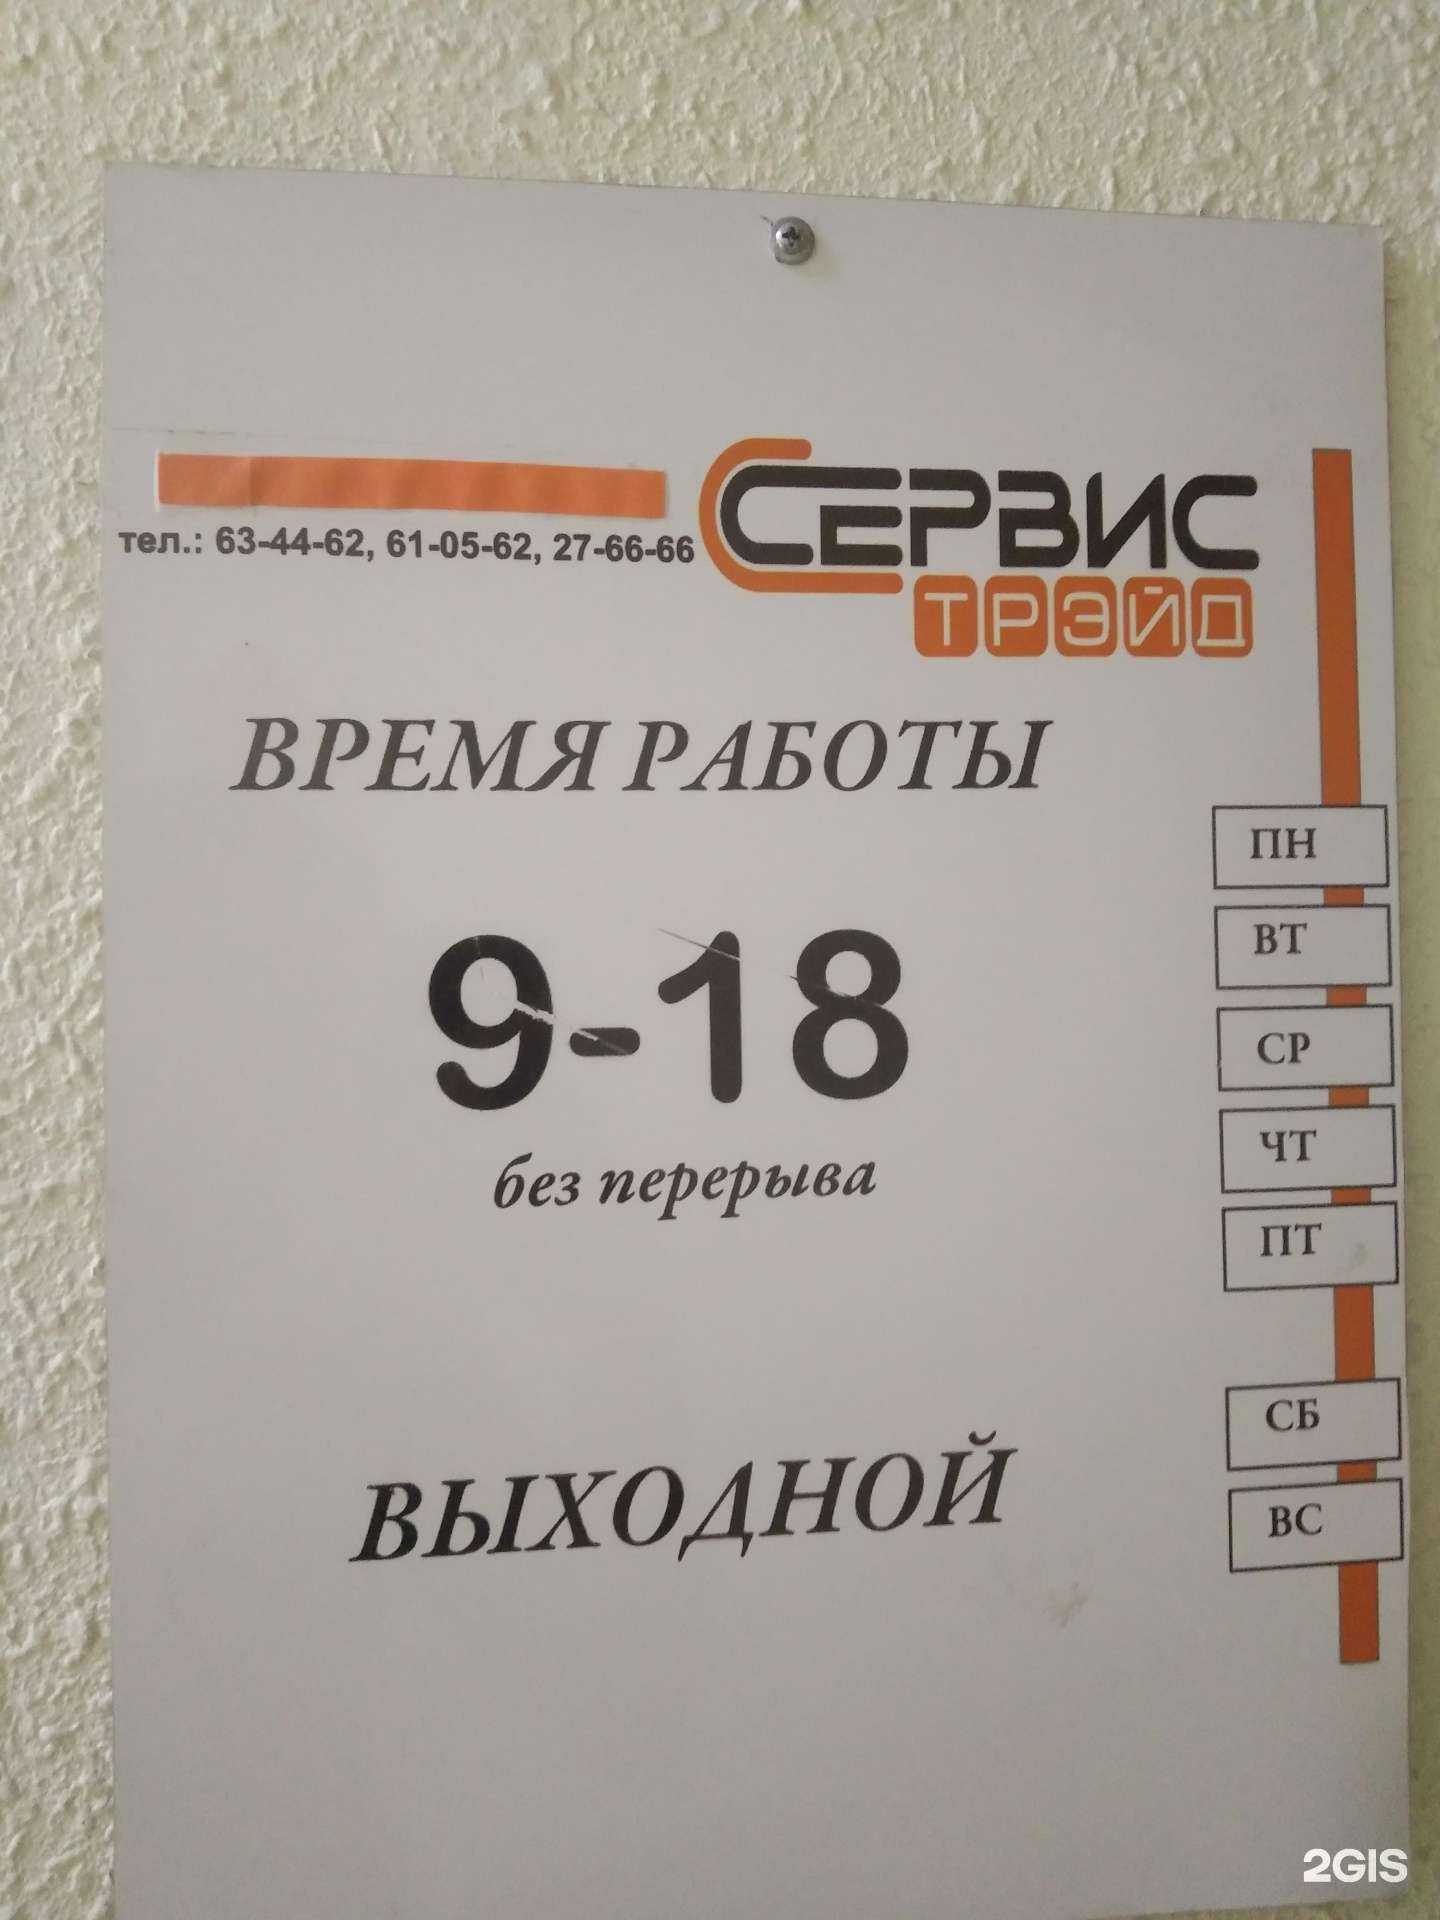 СЕРВИС
ТРЭЙД
тел.: 63-44-62, 61-05-62, 27-66-66
ВРЕМЯ РАБОТЫ
9-18
без перерыва
ПН
ВТ
СР
ЧТ
ПТ
ВЫХОДНОЙ
СБ
ВС
2GIS